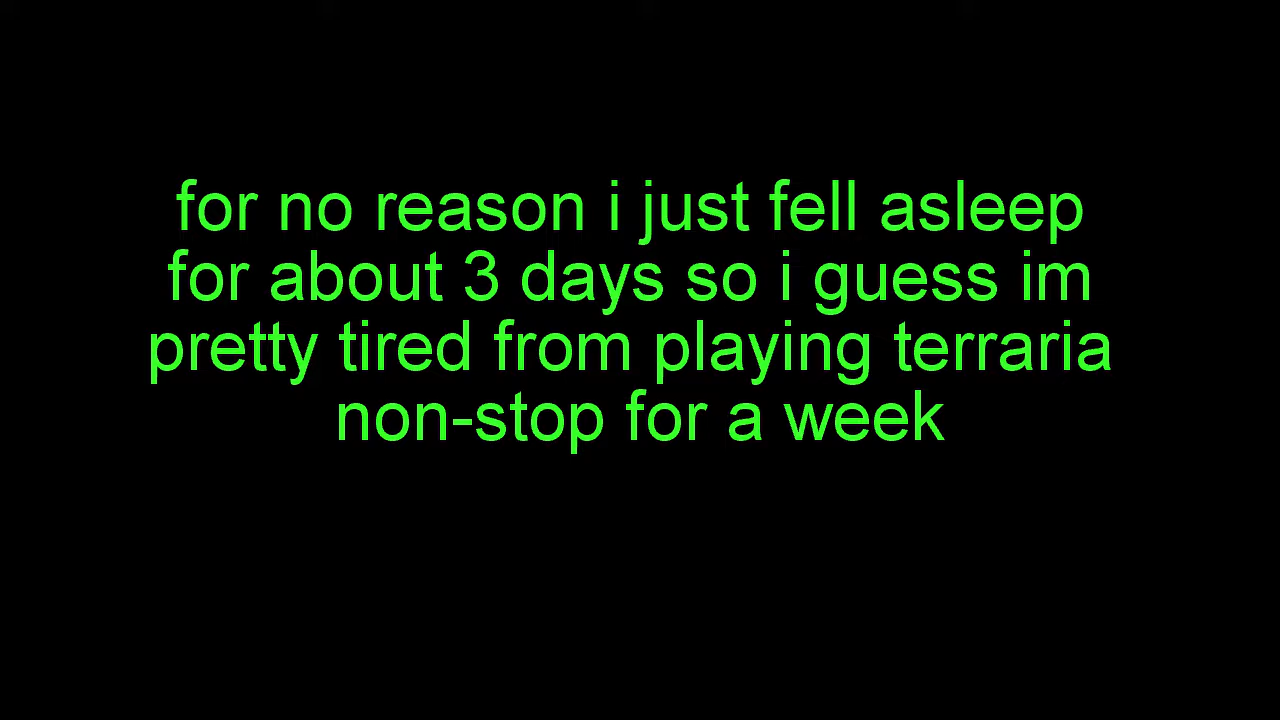 for no reason i just fell asleep
for about 3 days so i guess im
pretty tired from playing terraria
non-stop for a week